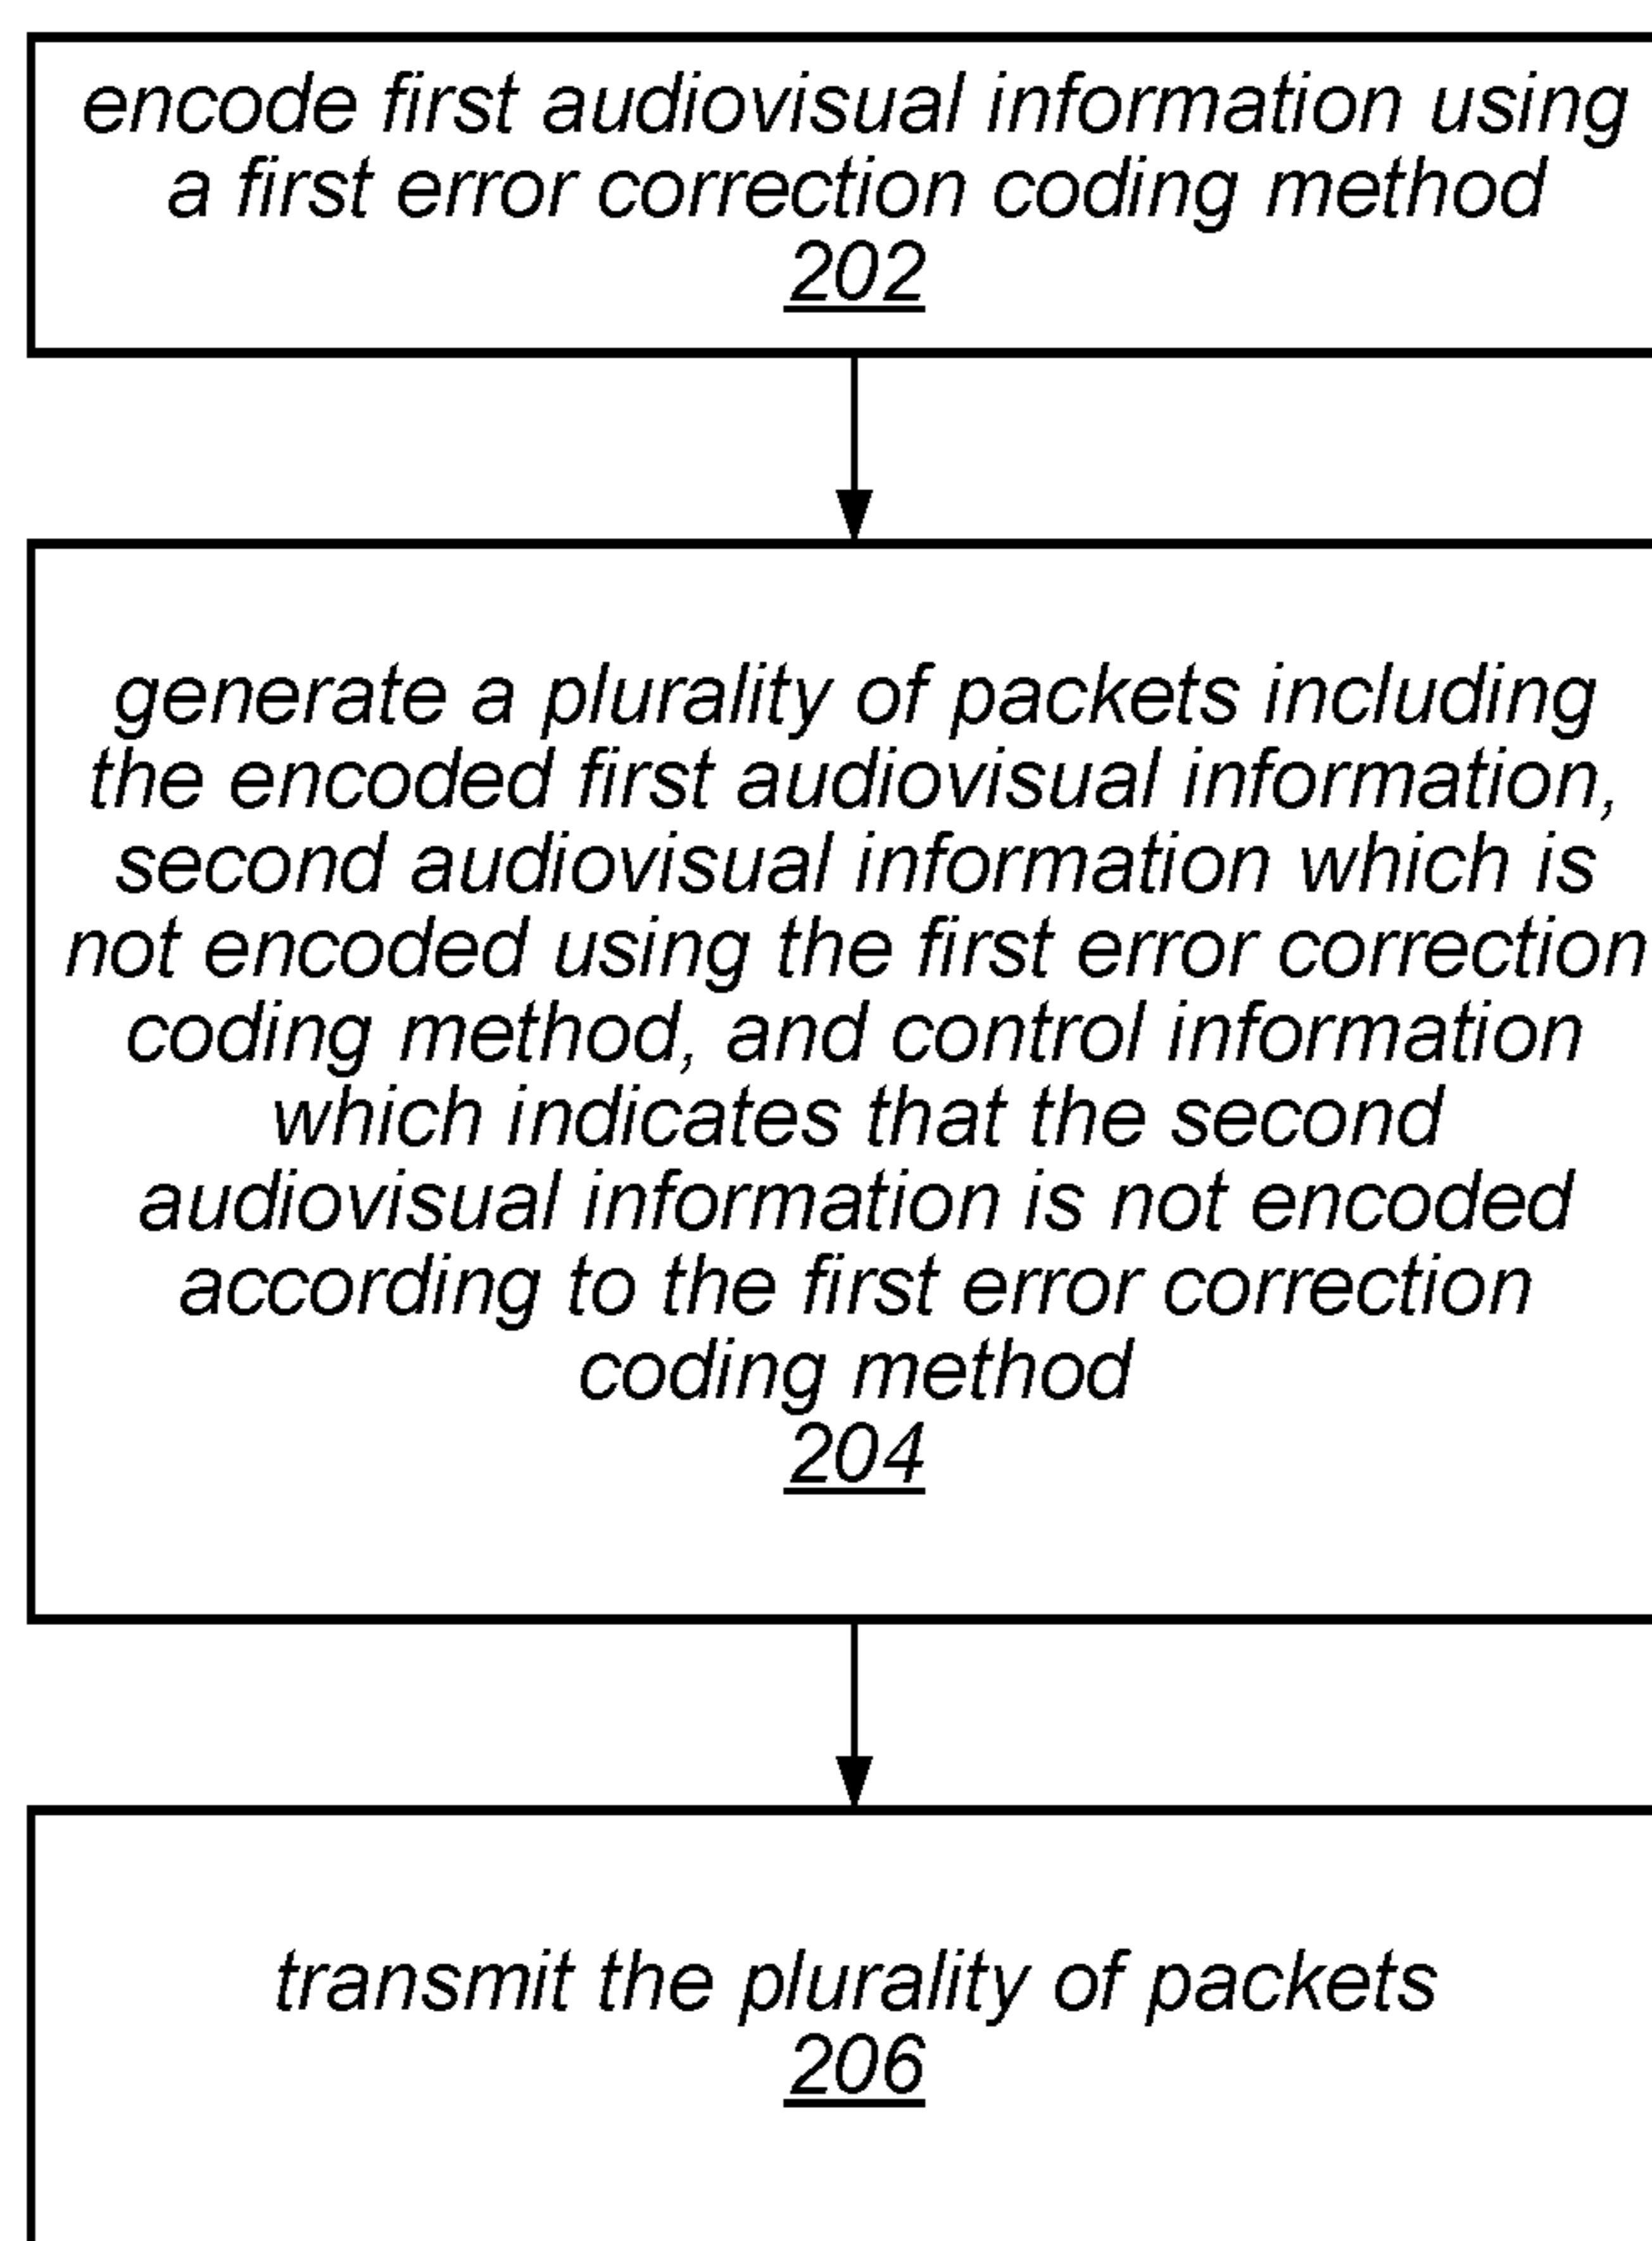 encode first audiovisual information using
a first error correction coding method
202
generate a plurality of packets including
the encoded first audiovisual information,
second audiovisual information which is
not encoded using the first error correction
coding method, and control information
which indicates that the second
audiovisual information is not encoded
according to the first error correction
coding method
204
transmit the plurality of packets
206